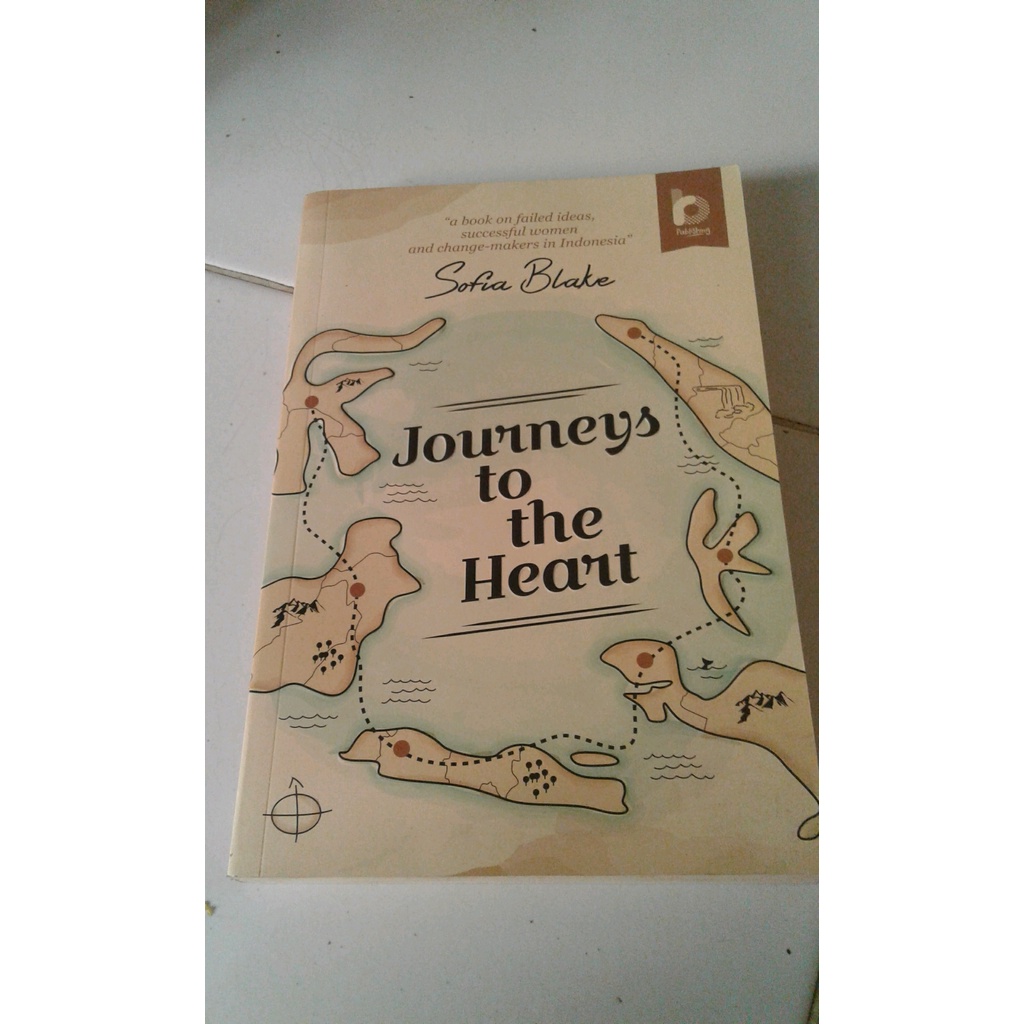 "a book on failed ideas,
successful women
and change-makers in Indonesia"
Sofia Blake
Journeys
to
the
Heart